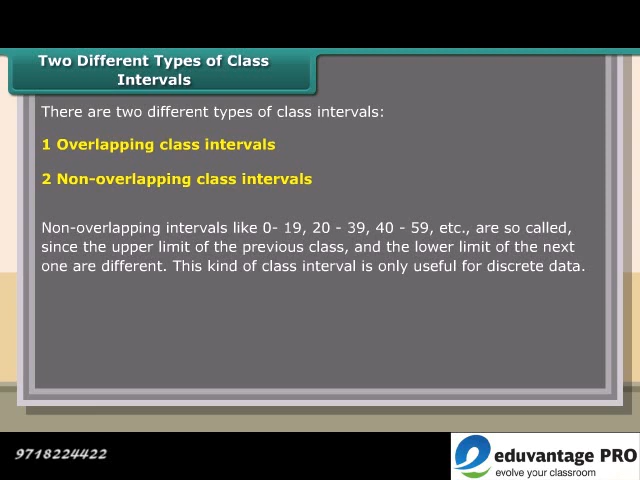 Two Different Types of Class
Intervals
There are two different types of class intervals:
1 Overlapping class intervals
2 Non-overlapping class intervals
Non-overlapping intervals like 0- 19, 20 - 39, 40 - 59, etc., are so called,
since the upper limit of the previous class, and the lower limit of the next
one are different. This kind of class interval is only useful for discrete data.
9718224422
eduvantage PRO
evolve your classroom